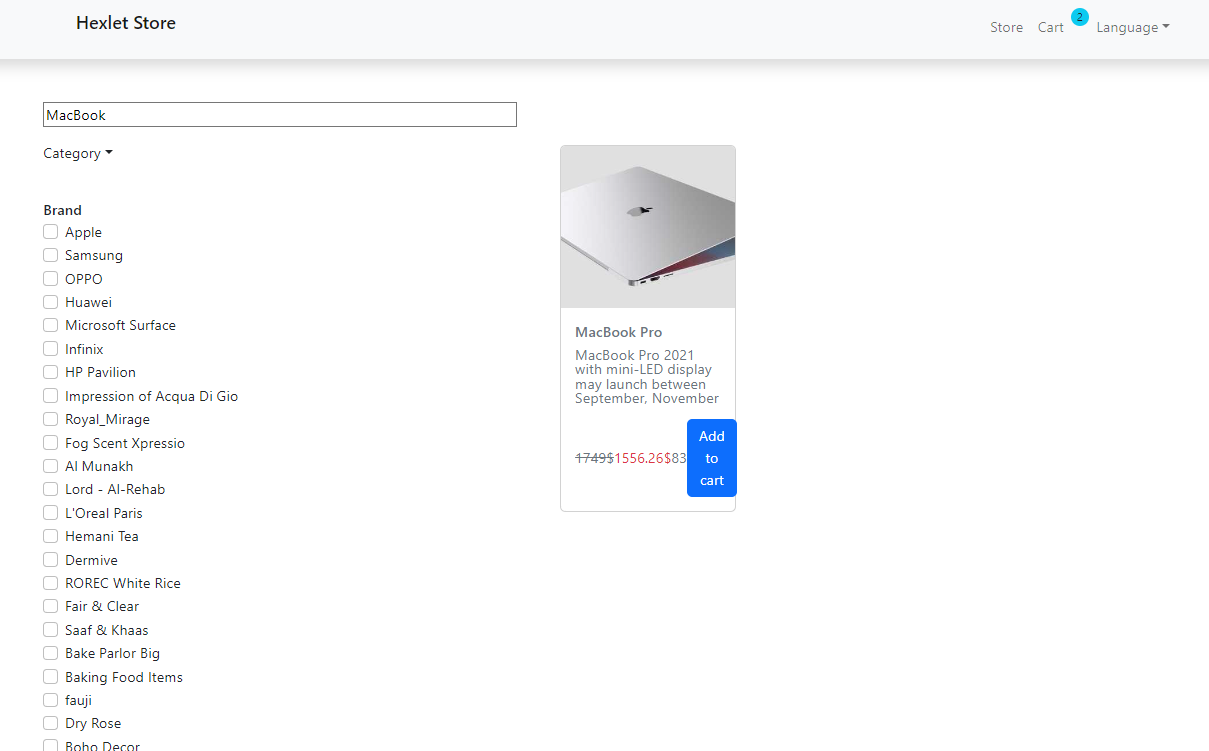 Hexlet Store
Store Cart 2 Language
MacBook
Category
Brand
Apple
Samsung
OPPO
Huawei
Microsoft Surface
Infinix
HP Pavilion
Impression of Acqua Di Gio
Royal_Mirage
Fog Scent Xpressio
Al Munakh
Lord - Al-Rehab
L'Oreal Paris
Hemani Tea
Dermive
ROREC White Rice
Fair & Clear
Saaf & Khaas
Bake Parlor Big
Baking Food Items
fauji
Dry Rose
Boho Decor
MacBook Pro
MacBook Pro 2021
with mini-LED display
may launch between
September, November
1749$1556.26$83
Add
to
cart